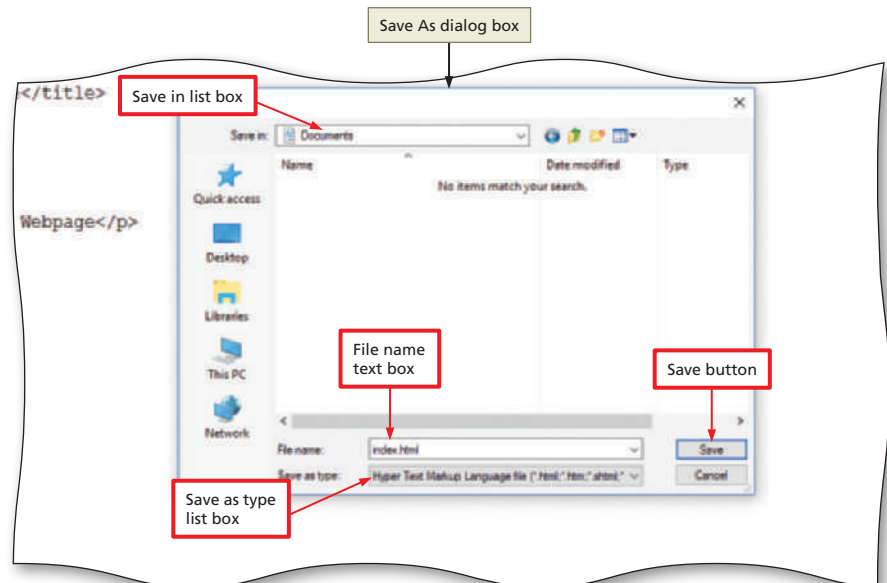 Save As dialog box
</title>
Save in list box
Save in:
Documents
Name
Date modified
Type
No items match your search.
Quick access
Webpage</p>
Desktop
Libraries
This PC
File name
text box
Save button
Network
File name:
index.html
Save
Save as type:
Hyper Text Markup Language file (*.html;*.htm;*.shtml;*
Cancel
Save as type
list box